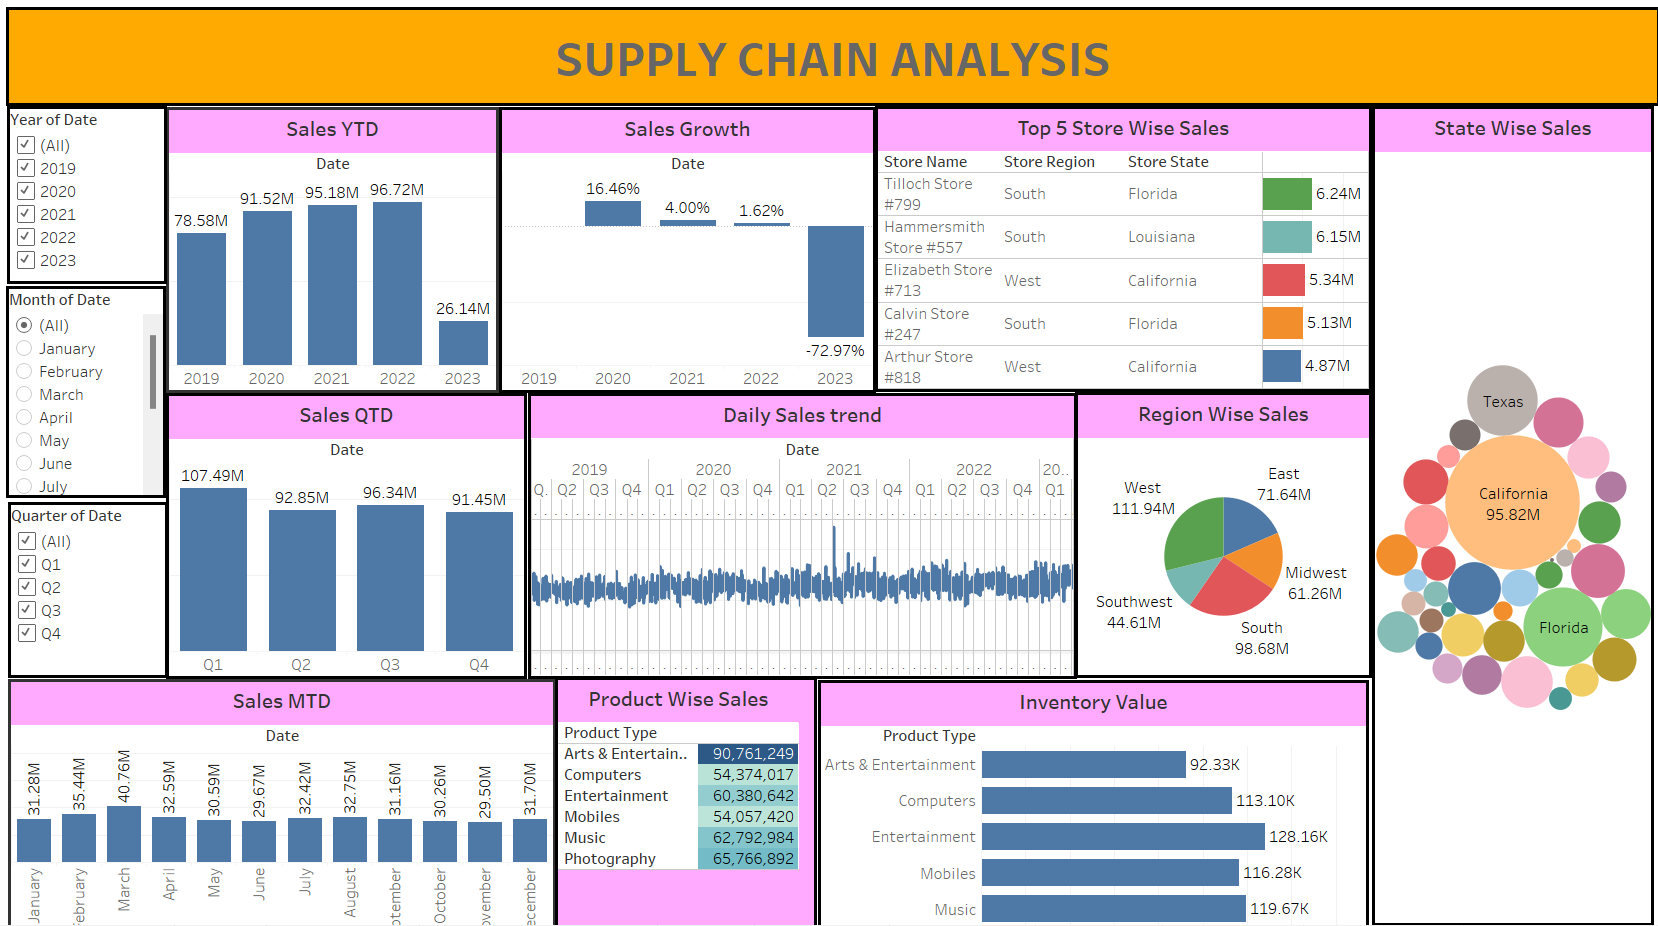 SUPPLY CHAIN ANALYSIS
Year of Date
(All)
2019
2020
2021
2022
2023
Month of Date
(All)
January
February
March
April
May
June
July
Quarter of Date
(All)
Q1
Q2
Q3
Q4
Sales YTD
Date
78.58M
91.52M
95.18M
96.72M
26.14M
2019 2020 2021 2022 2023
Sales Growth
Date
16.46%
4.00%
1.62%
-72.97%
2019 2020 2021 2022 2023
Top 5 Store Wise Sales
Store Name Store Region Store State
Tilloch Store
#799 South Florida 6.24M
Hammersmith
Store #557 South Louisiana 6.15M
Elizabeth Store
#713 West California 5.34M
Calvin Store
#247 South Florida 5.13M
Arthur Store
#818 West California 4.87M
State Wise Sales
Texas
California
95.82M
Florida
Sales QTD
Date
107.49M
92.85M
96.34M
91.45M
Q1 Q2 Q3 Q4
Daily Sales trend
Date
2019 2020 2021 2022 20..
Q. Q2 Q3 Q4 Q1 Q2 Q3 Q4 Q1 Q2 Q3 Q4 Q1 Q2 Q3 Q4 Q1
Region Wise Sales
East
71.64M
West
111.94M
Midwest
61.26M
Southwest
44.61M
South
98.68M
Sales MTD
Date
31.28M
35.44M
40.76M
32.59M
30.59M
29.67M
32.42M
32.75M
31.16M
30.26M
29.50M
31.70M
January
ebruary
March
April
May
June
July
August
ptember
October
ovember
ecember
Product Wise Sales
Product Type
Arts & Entertain.. 90,761,249
Computers 54,374,017
Entertainment 60,380,642
Mobiles 54,057,420
Music 62,792,984
Photography 65,766,892
Inventory Value
Product Type
Arts & Entertainment 92.33K
Computers 113.10K
Entertainment 128.16K
Mobiles 116.28K
Music 119.67K